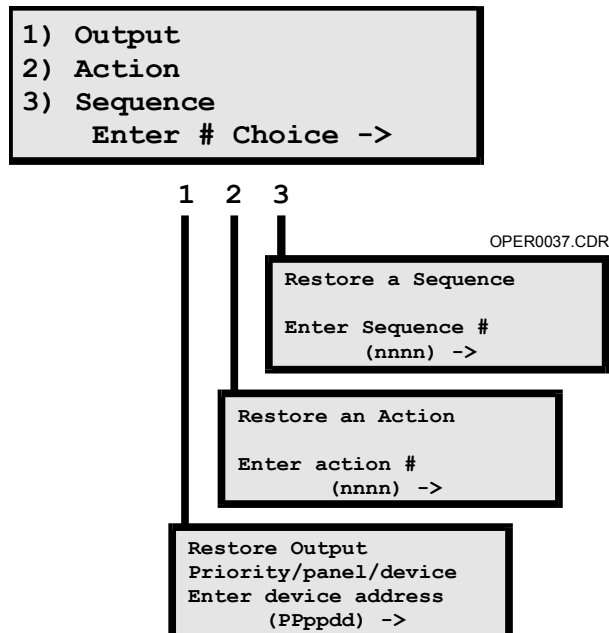 1) Output
2) Action
3) Sequence
Enter # Choice ->
1 2 3
OPER0037.CDR
Restore a Sequence
Enter Sequence #
(nnnn) ->
Restore an Action
Enter action #
(nnnn) ->
Restore Output
Priority/panel/device
Enter device address
(PPppdd) ->